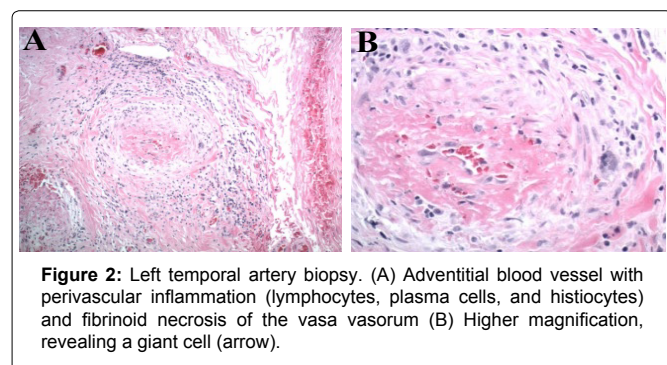 A
B
Figure 2: Left temporal artery biopsy. (A) Adventitial blood vessel with
perivascular inflammation (lymphocytes, plasma cells, and histiocytes)
and fibrinoid necrosis of the vasa vasorum (B) Higher magnification,
revealing a giant cell (arrow).